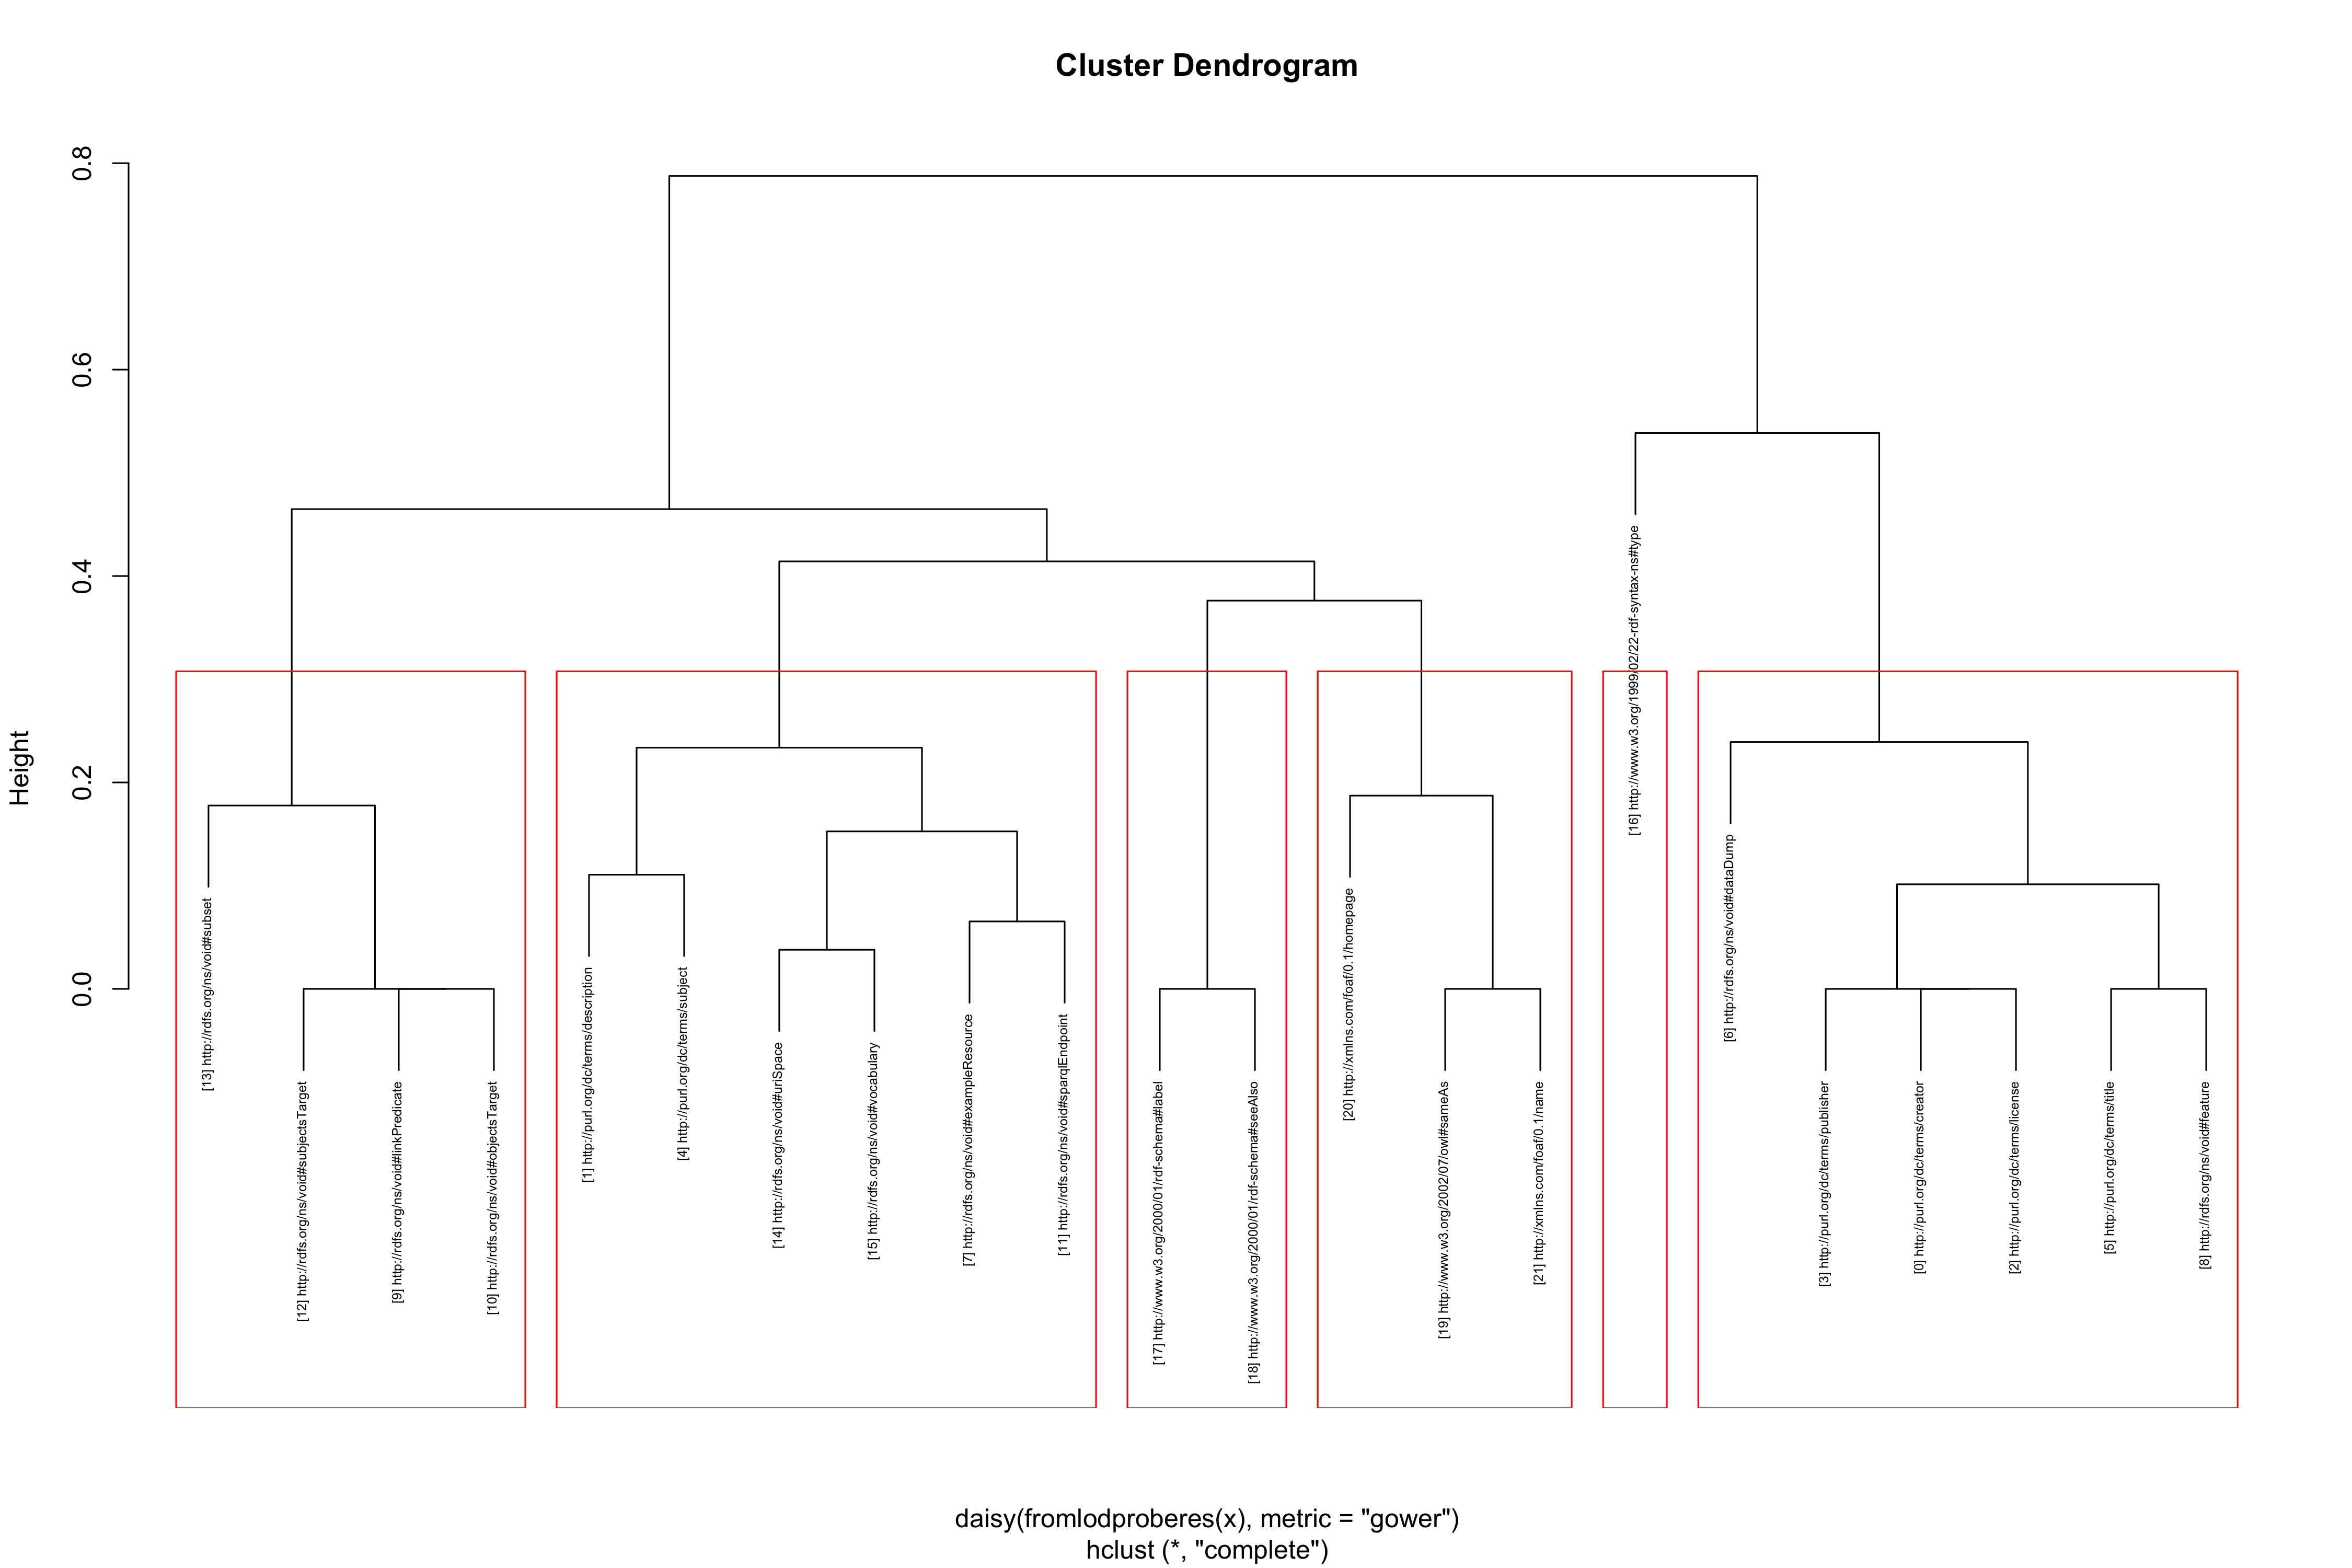 Cluster Dendrogram
Height
0.0
0.2
0.4
0.6
0.8
[13] http://rdfs.org/ns/void#subset
[12] http://rdfs.org/ns/void#subjectsTarget
[9] http://rdfs.org/ns/void#linkPredicate
[10] http://rdfs.org/ns/void#objectsTarget
[1] http://purl.org/dc/terms/description
[4] http://purl.org/dc/terms/subject
[14] http://rdfs.org/ns/void#uriSpace
[15] http://rdfs.org/ns/void#vocabulary
[7] http://rdfs.org/ns/void#exampleResource
[11] http://rdfs.org/ns/void#sparqlEndpoint
[17] http://www.w3.org/2000/01/rdf-schema#label
[18] http://www.w3.org/2000/01/rdf-schema#seeAlso
[20] http://xmlns.com/foaf/0.1/homepage
[19] http://www.w3.org/2002/07/owl#sameAs
[21] http://xmlns.com/foaf/0.1/name
[16] http://www.w3.org/1999/02/22-rdf-syntax-ns#type
[6] http://rdfs.org/ns/void#dataDump
[3] http://purl.org/dc/terms/publisher
[0] http://purl.org/dc/terms/creator
[2] http://purl.org/dc/terms/license
[5] http://purl.org/dc/terms/title
[8] http://rdfs.org/ns/void#feature
daisy(fromlodproberes(x), metric = "gower")
hclust (*, "complete")